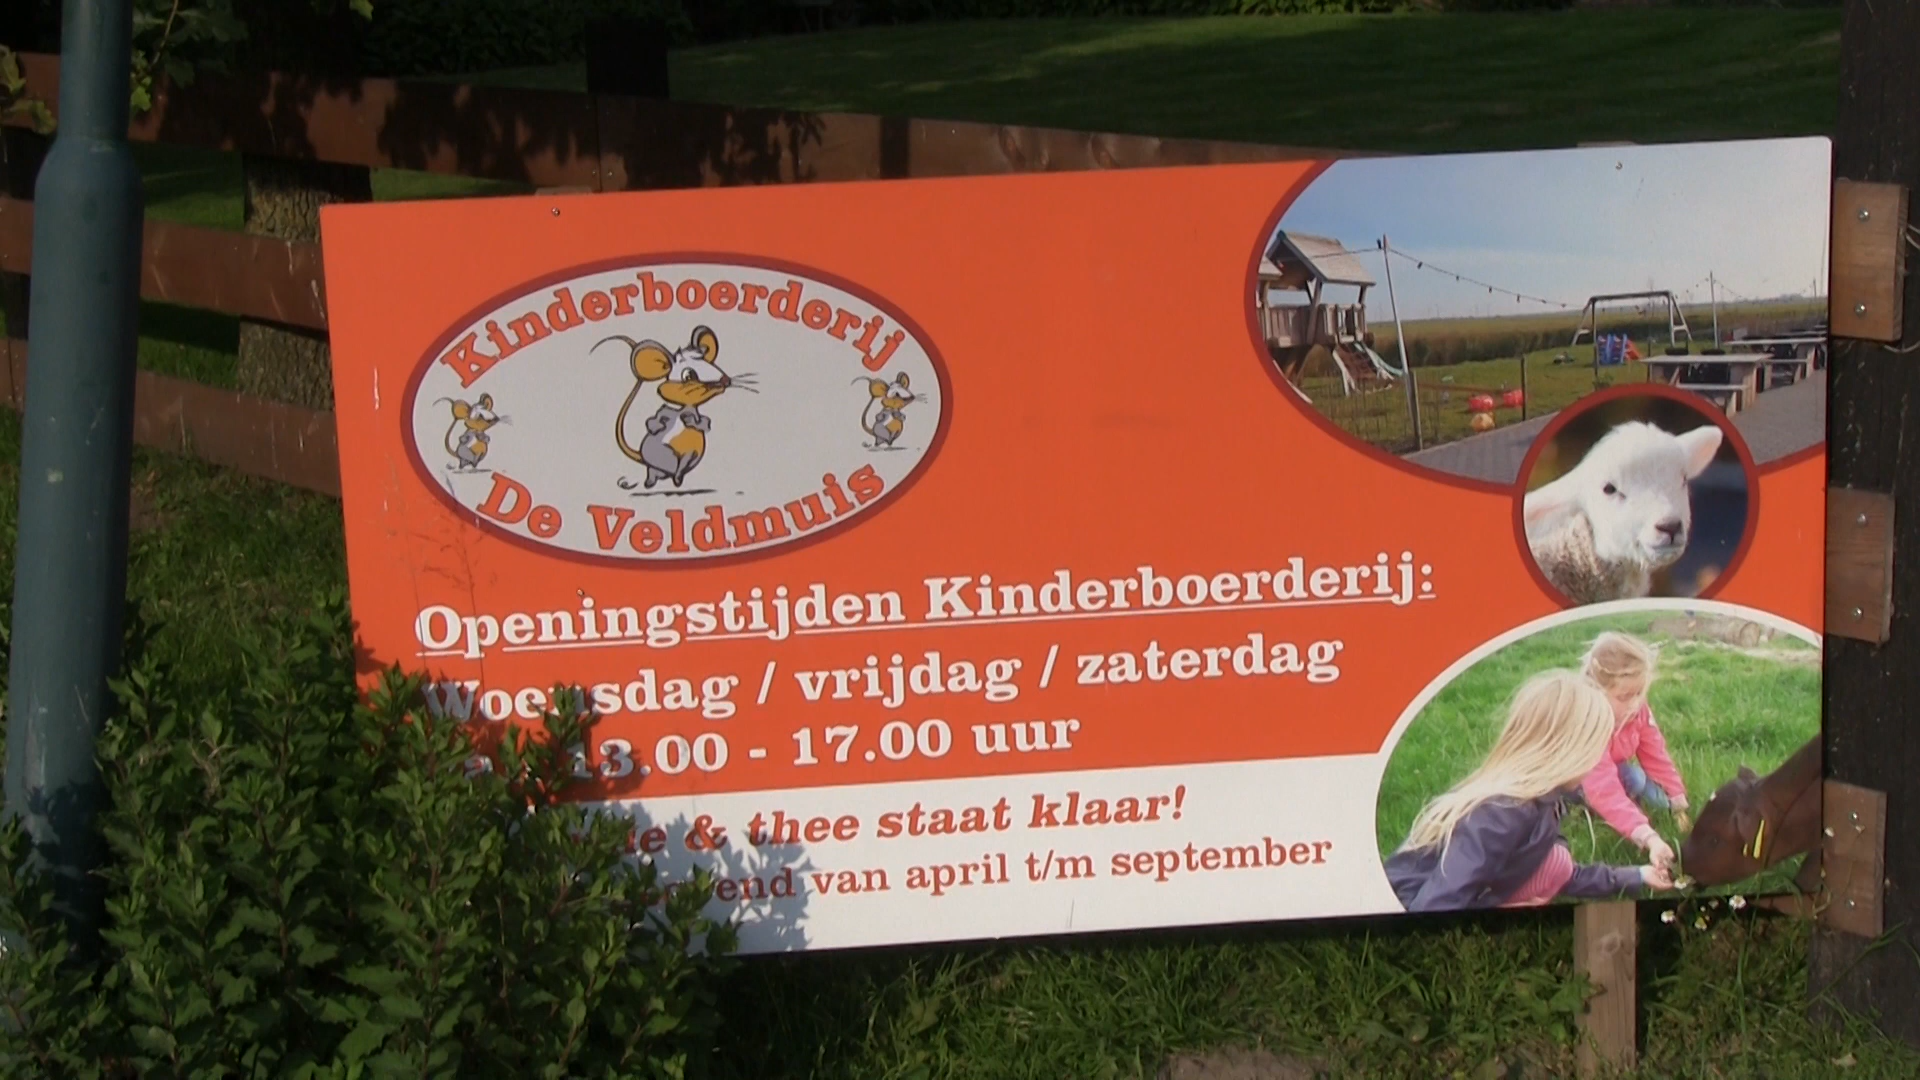 Kinderboerderij
De Veldmuis
Openingstijden Kinderboerderij:
Woensdag / vrijdag / zaterdag
13.00 - 17.00 uur
& thee staat klaar!
van april t/m september